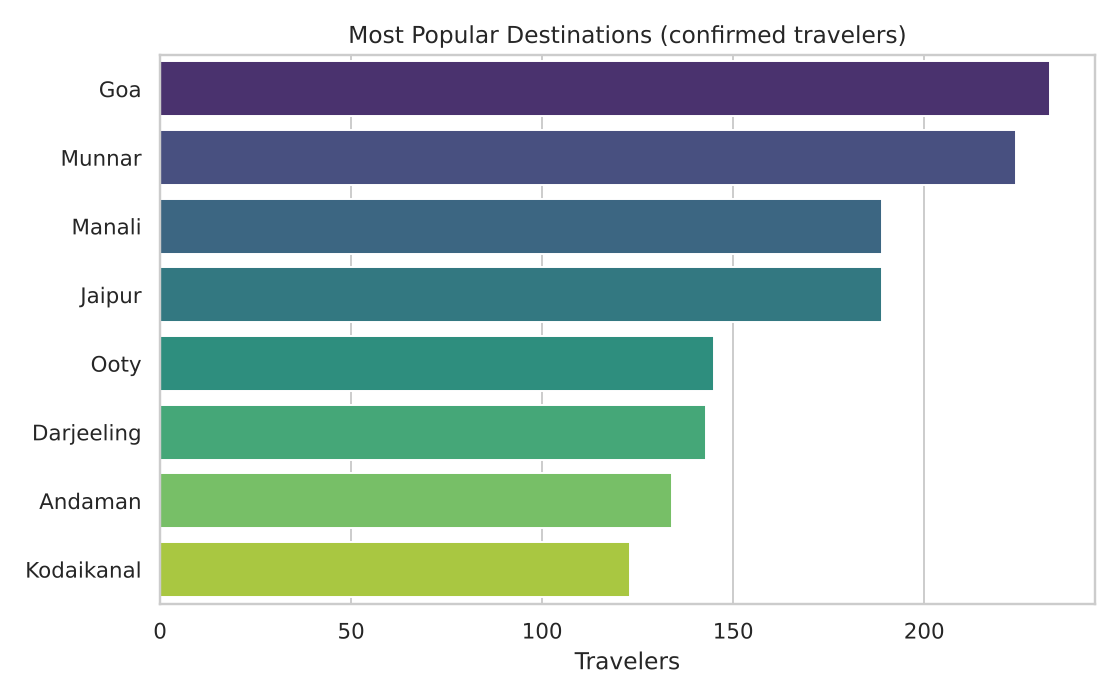 Most Popular Destinations (confirmed travelers)
Goa
Munnar
Manali
Jaipur
Ooty
Darjeeling
Andaman
Kodaikanal
0 50 100 150 200
Travelers